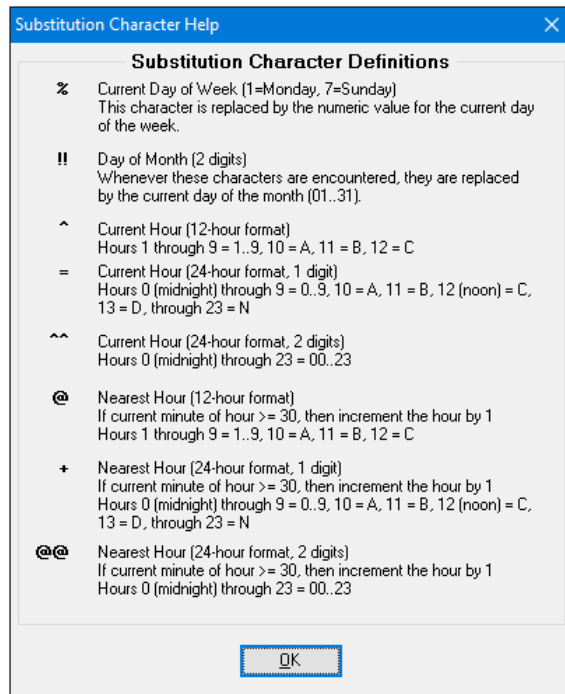 Substitution Character Help
Substitution Character Definitions
% Current Day of Week (1=Monday, 7=Sunday)
This character is replaced by the numeric value for the current day
of the week.
!! Day of Month (2 digits)
Whenever these characters are encountered, they are replaced
by the current day of the month (01..31).
^ Current Hour (12-hour format)
Hours 1 through 9 = 1..9, 10 = A, 11 = B, 12 = C
= Current Hour (24-hour format, 1 digit)
Hours 0 (midnight) through 9 = 0..9, 10 = A, 11 = B, 12 (noon) = C,
13 = D, through 23 = N
^^ Current Hour (24-hour format, 2 digits)
Hours 0 (midnight) through 23 = 00..23
@ Nearest Hour (12-hour format)
If current minute of hour >= 30, then increment the hour by 1
Hours 1 through 9 = 1..9, 10 = A, 11 = B, 12 = C
+ Nearest Hour (24-hour format, 1 digit)
If current minute of hour >= 30, then increment the hour by 1
Hours 0 (midnight) through 9 = 0..9, 10 = A, 11 = B, 12 (noon) = C,
13 = D, through 23 = N
@@ Nearest Hour (24-hour format, 2 digits)
If current minute of hour >= 30, then increment the hour by 1
Hours 0 (midnight) through 23 = 00..23
OK